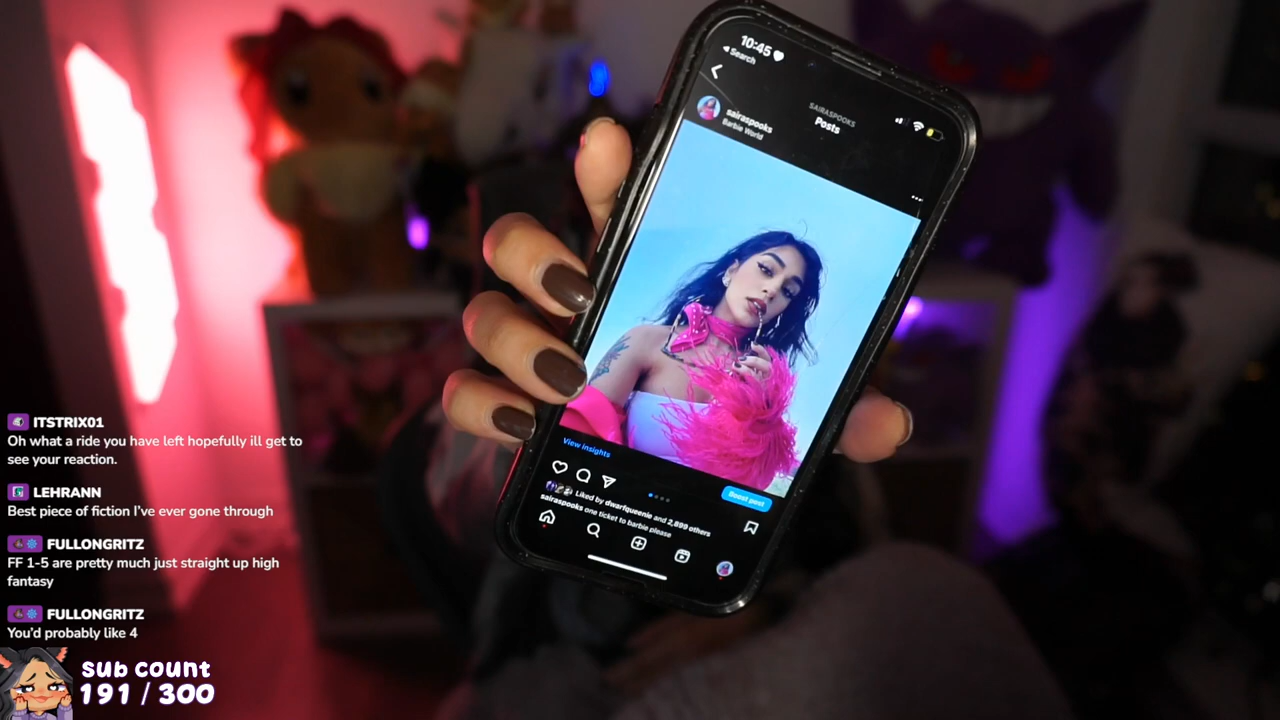 10:45
Search
SAIRASPOOKS
Posts
sairaspooks
Barbie World
View insights
Boost post
Liked by dwarfqueenie and 2,899 others
sairaspooks one ticket to barbie please
ITSTRIX01
Oh what a ride you have left hopefully ill get to
see your reaction.
LEHRANN
Best piece of fiction I've ever gone through
FULLONGRITZ
FF 1-5 are pretty much just straight up high
fantasy
FULLONGRITZ
You'd probably like 4
sub count
191 / 300